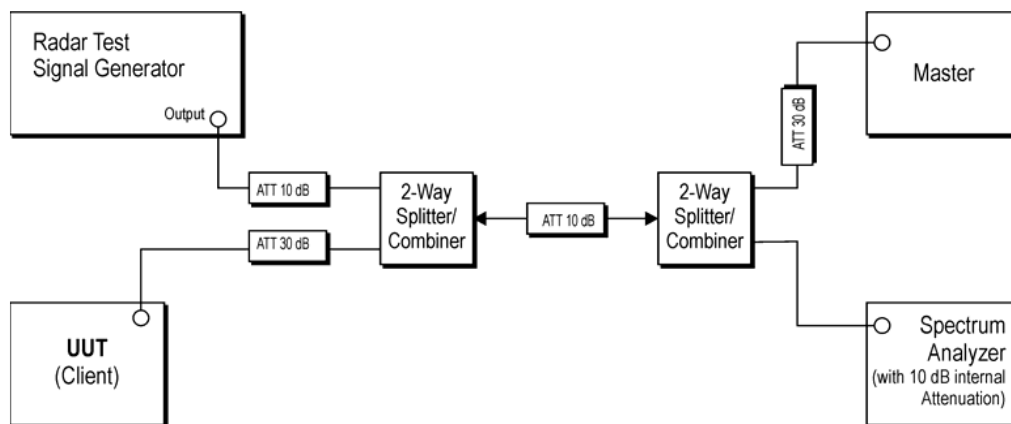 Radar Test
Signal Generator
Output
ATT 10 dB
ATT 30 dB
UUT
(Client)
2-Way
Splitter/
Combiner
ATT 10 dB
2-Way
Splitter/
Combiner
ATT 30 dB
Master
Spectrum
Analyzer
(with 10 dB internal
Attenuation)